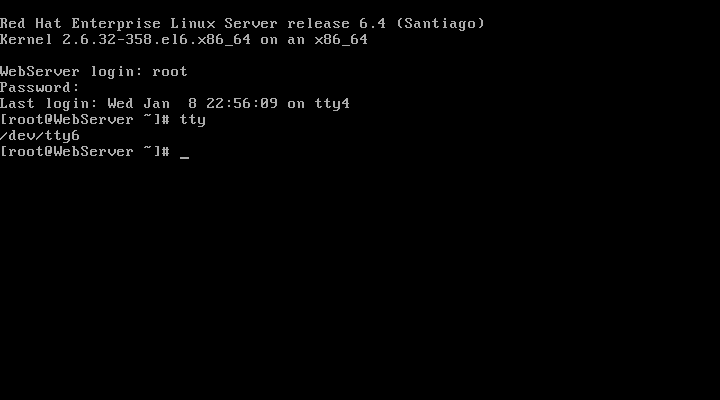 Red Hat Enterprise Linux Server release 6.4 (Santiago)
Kernel 2.6.32-358.el6.x86_64 on an x86_64
WebServer login: root
Password:
Last login: Wed Jan  8 22:56:09 on tty4
[root@WebServer ~]# tty
/dev/tty6
[root@WebServer ~]# _